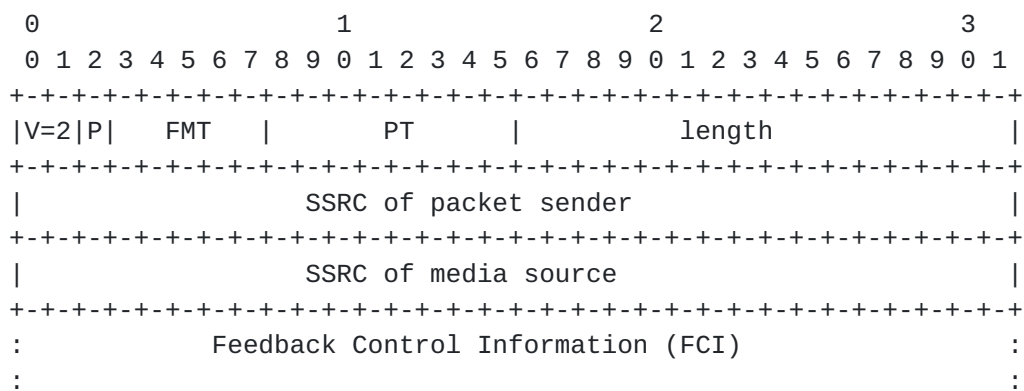 0                   1                   2                   3
 0 1 2 3 4 5 6 7 8 9 0 1 2 3 4 5 6 7 8 9 0 1 2 3 4 5 6 7 8 9 0 1
+-+-+-+-+-+-+-+-+-+-+-+-+-+-+-+-+-+-+-+-+-+-+-+-+-+-+-+-+-+-+-+-+
|V=2|P|   FMT   |       PT      |          length               |
+-+-+-+-+-+-+-+-+-+-+-+-+-+-+-+-+-+-+-+-+-+-+-+-+-+-+-+-+-+-+-+-+
|                  SSRC of packet sender                        |
+-+-+-+-+-+-+-+-+-+-+-+-+-+-+-+-+-+-+-+-+-+-+-+-+-+-+-+-+-+-+-+-+
|                  SSRC of media source                         |
+-+-+-+-+-+-+-+-+-+-+-+-+-+-+-+-+-+-+-+-+-+-+-+-+-+-+-+-+-+-+-+-+
:            Feedback Control Information (FCI)                 :
:                                                               :